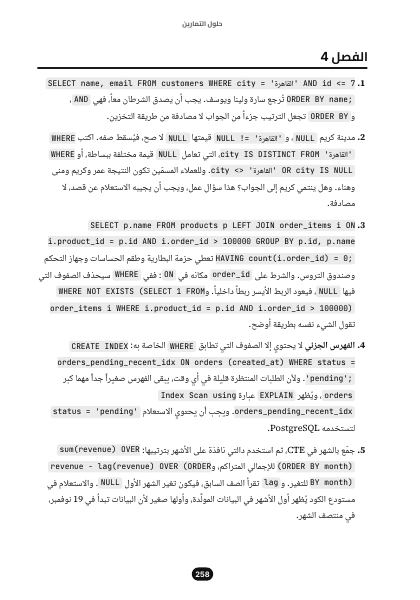 حلول التمارين
الفصل 4
1. SELECT name, email FROM customers WHERE city = 'القاهرة' AND id <= 7
ORDER BY name; تُرجع سارة ولينا ويوسف. يجب أن يصدق الشرطان معاً، فهي AND ،
و ORDER BY تجعل الترتيب جزءاً من الجواب لا مصادفة من طريقة التخزين.
2. مدينة كريم NULL ، و NULL != 'القاهرة' قيمتها NULL لا صح، فيُسقط صفه. اكتب WHERE
city IS DISTINCT FROM 'القاهرة'، التي تعامل NULL قيمة مختلفة ببساطة، أو WHERE
city <> 'القاهرة' OR city IS NULL. وللعملاء المسمّين تكون النتيجة عمر وكريم ومنى
وهناء. وهل ينتمي كريم إلى الجواب؟ هذا سؤال عمل، ويجب أن يجيبه الاستعلام عن قصد، لا
مصادفة.
3. SELECT p.name FROM products p LEFT JOIN order_items i ON
i.product_id = p.id AND i.order_id > 100000 GROUP BY p.id, p.name
HAVING count(i.order_id) = 0; تعطي حزمة البطارية وطقم الحساسات وجهاز التحكم
وصندوق التروس. والشرط على order_id مكانه في ON : ففي WHERE سيحذف الصفوف التي
فيها NULL ، فيعود الربط الأيسر ربطاً داخلياً. و WHERE NOT EXISTS (SELECT 1 FROM
order_items i WHERE i.product_id = p.id AND i.order_id > 100000)
تقول الشيء نفسه بطريقة أوضح.
4. الفهرس الجزئي لا يحتوي إلا الصفوف التي تطابق WHERE الخاصة به: CREATE INDEX
orders_pending_recent_idx ON orders (created_at) WHERE status =
'pending';. ولأن الطلبات المنتظرة قليلة في أي وقت، يبقى الفهرس صغيراً جداً مهما كبر
orders ، ويُظهر EXPLAIN عبارة Index Scan using
orders_pending_recent_idx. ويجب أن يحتوي الاستعلام status = 'pending'
لتستخدمه PostgreSQL.
5. جمّع بالشهر في CTE، ثم استخدم دالتي نافذة على الأشهر بترتيبها: sum(revenue) OVER
(ORDER BY month) للإجمالي المتراكم، و revenue - lag(revenue) OVER (ORDER
BY month) للتغير. و lag تقرأ الصف السابق، فيكون تغير الشهر الأول NULL . والاستعلام في
مستودع الكود يُظهر أول الأشهر في البيانات المولَّدة، وأولها صغير لأن البيانات تبدأ في 19 نوفمبر،
في منتصف الشهر.
258